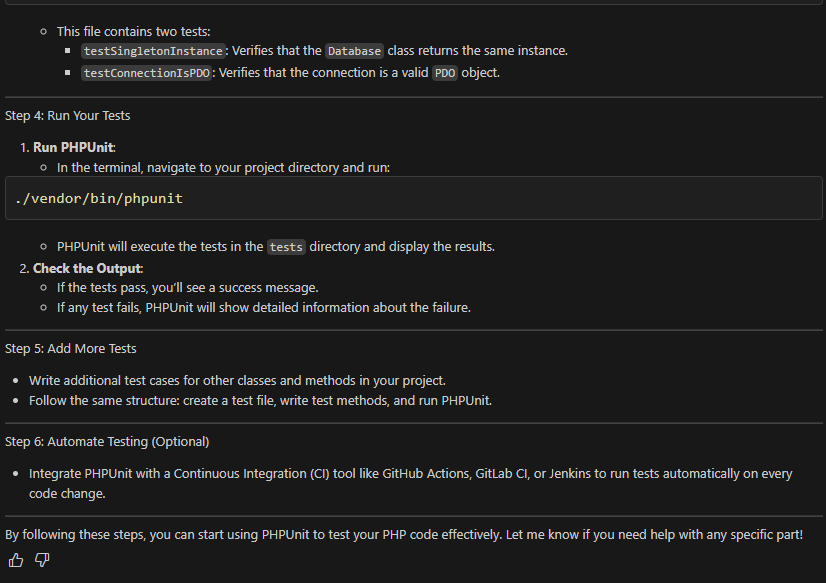 This file contains two tests:
testSingletonInstance: Verifies that the Database class returns the same instance.
testConnectionIsPDO: Verifies that the connection is a valid PDO object.
Step 4: Run Your Tests
1. Run PHPUnit:
In the terminal, navigate to your project directory and run:
./vendor/bin/phpunit
PHPUnit will execute the tests in the tests directory and display the results.
2. Check the Output:
If the tests pass, you'll see a success message.
If any test fails, PHPUnit will show detailed information about the failure.
Step 5: Add More Tests
Write additional test cases for other classes and methods in your project.
Follow the same structure: create a test file, write test methods, and run PHPUnit.
Step 6: Automate Testing (Optional)
Integrate PHPUnit with a Continuous Integration (CI) tool like GitHub Actions, GitLab CI, or Jenkins to run tests automatically on every
code change.
By following these steps, you can start using PHPUnit to test your PHP code effectively. Let me know if you need help with any specific part!